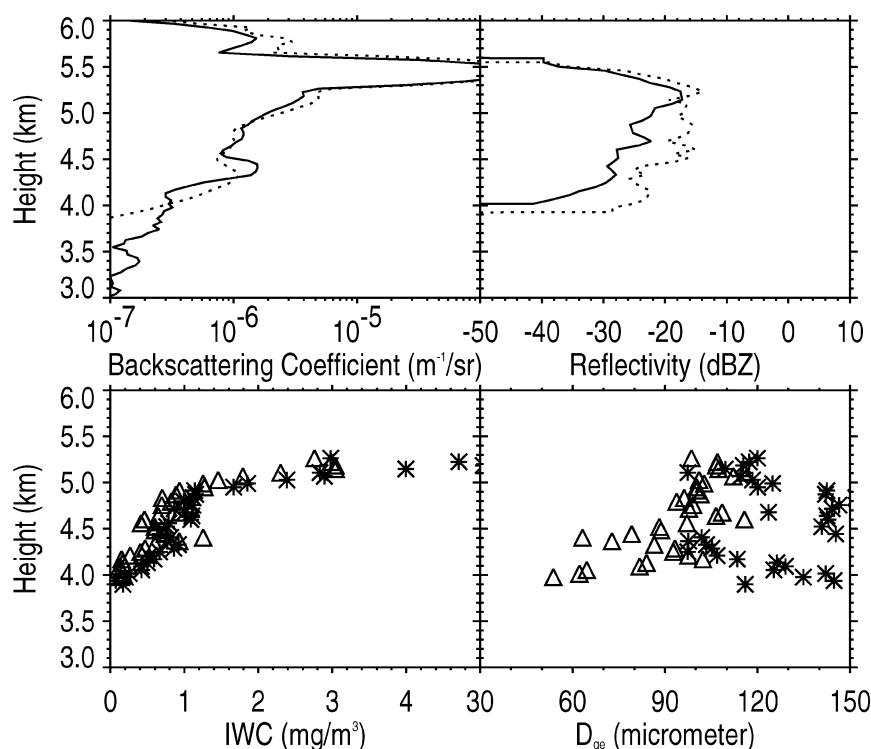 6.0
5.5
5.0
4.5
4.0
3.5
3.0
Height (km)
10⁻⁷ 10⁻⁶ 10⁻⁵
Backscattering Coefficient (m⁻¹/sr)
-50 -40 -30 -20 -10 0 10
Reflectivity (dBZ)
6.0
5.5
5.0
4.5
4.0
3.5
3.0
Height (km)
0 1 2 3 4
IWC (mg/m³)
30 60 90 120 150
Dge (micrometer)